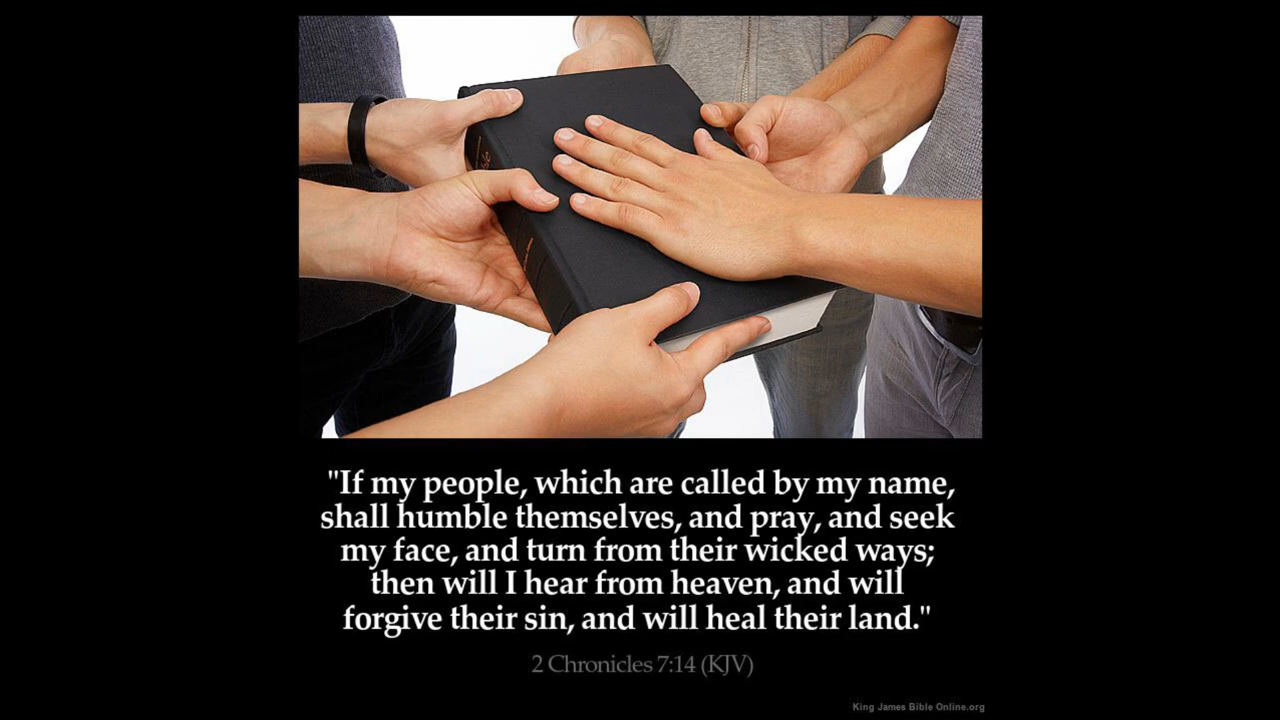 "If my people, which are called by my name,
shall humble themselves, and pray, and seek
my face, and turn from their wicked ways;
then will I hear from heaven, and will
forgive their sin, and will heal their land."
2 Chronicles 7:14 (KJV)
King James Bible Online.org